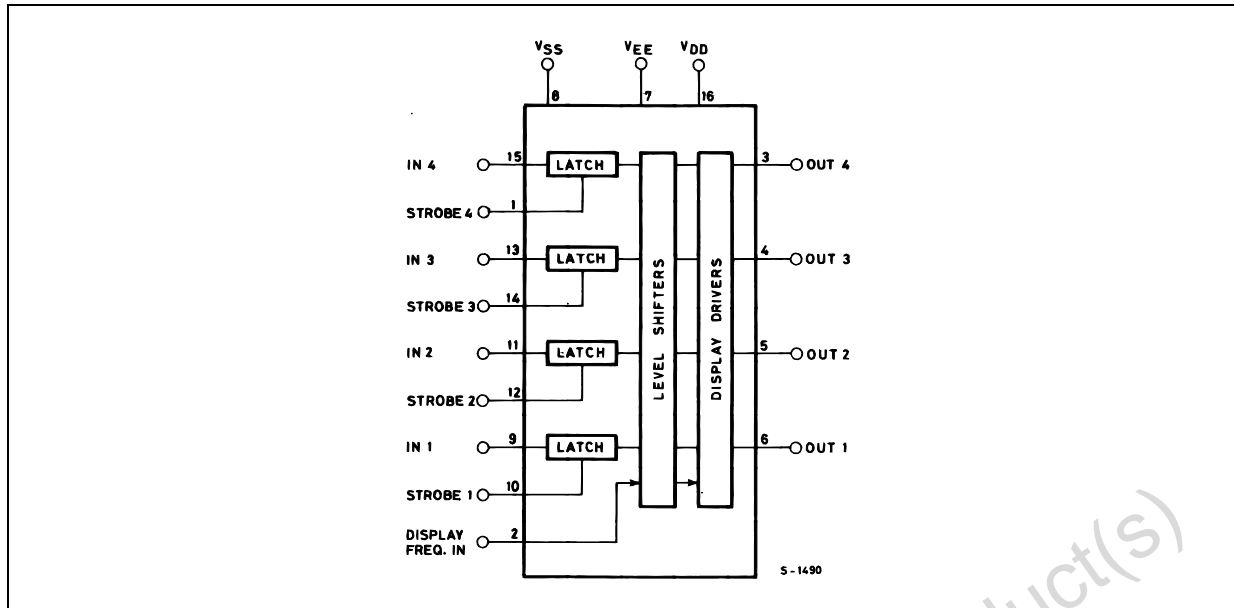 VSS VEE VDD
8 7 16
IN 4 15 LATCH 3 OUT 4
STROBE 4 1
IN 3 13 LATCH 4 OUT 3
STROBE 3 14
LEVEL SHIFTERS
DISPLAY DRIVERS
IN 2 11 LATCH 5 OUT 2
STROBE 2 12
IN 1 9 LATCH 6 OUT 1
STROBE 1 10
DISPLAY 2
FREQ. IN
S-1490
duct(s)